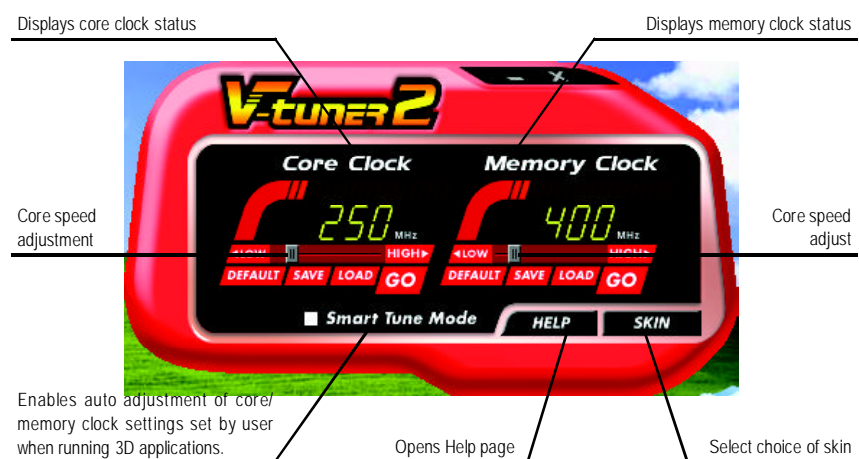 Displays core clock status
Displays memory clock status
V-tuner 2
Core Clock
Memory Clock
Core speed
adjustment
Core speed
adjust
250 MHz
400 MHz
◄LOW HIGH►
◄LOW HIGH►
DEFAULT SAVE LOAD GO
DEFAULT SAVE LOAD GO
Smart Tune Mode
HELP
SKIN
Enables auto adjustment of core/
memory clock settings set by user
when running 3D applications.
Opens Help page
Select choice of skin